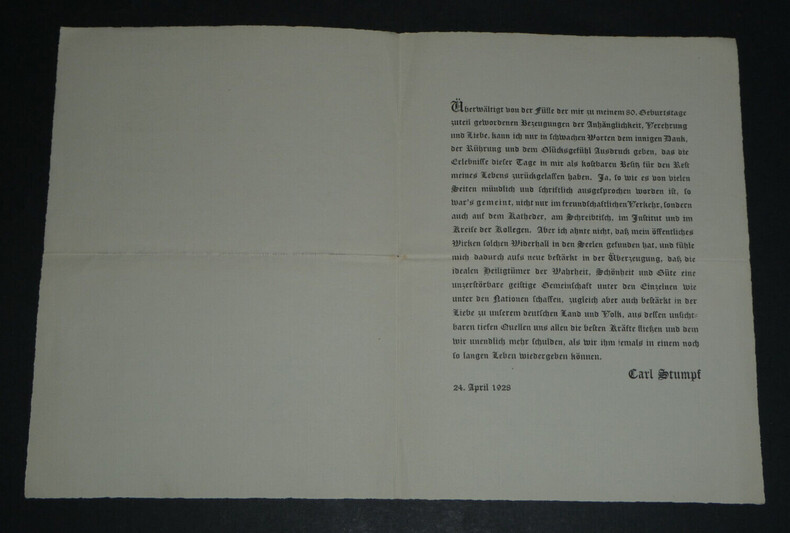 Überwältigt von der Fülle der mir zu meinem 80. Geburtstage
zuteil gewordenen Bezeugungen der Anhänglichkeit, Verehrung
und Liebe, kann ich nur in schwachen Worten dem innigen Dank,
der Rührung und dem Glücksgefühl Ausdruck geben, das die
Erlebnisse dieser Tage in mir als kostbaren Besitz für den Rest
meines Lebens zurückgelassen haben. Ja, so wie es von vielen
Seiten mündlich und schriftlich ausgesprochen worden ist, so
war's gemeint, nicht nur im freundschaftlichen Verkehr, sondern
auch auf dem Katheder, am Schreibtisch, im Institut und im
Kreise der Kollegen. Aber ich ahnte nicht, daß mein öffentliches
Wirken solchen Widerhall in den Seelen gefunden hat, und fühle
mich dadurch aufs neue bestärkt in der Überzeugung, daß die
idealen Heiligtümer der Wahrheit, Schönheit und Güte eine
unzerstörbare geistige Gemeinschaft unter den Einzelnen wie
unter den Nationen schaffen, zugleich aber auch bestärkt in der
Liebe zu unserem deutschen Land und Volk, aus dessen unsicht-
baren tiefen Quellen uns allen die besten Kräfte fließen und dem
wir unendlich mehr schulden, als wir ihm jemals in einem noch
so langen Leben wiedergeben können.
Carl Stumpf
24. April 1928